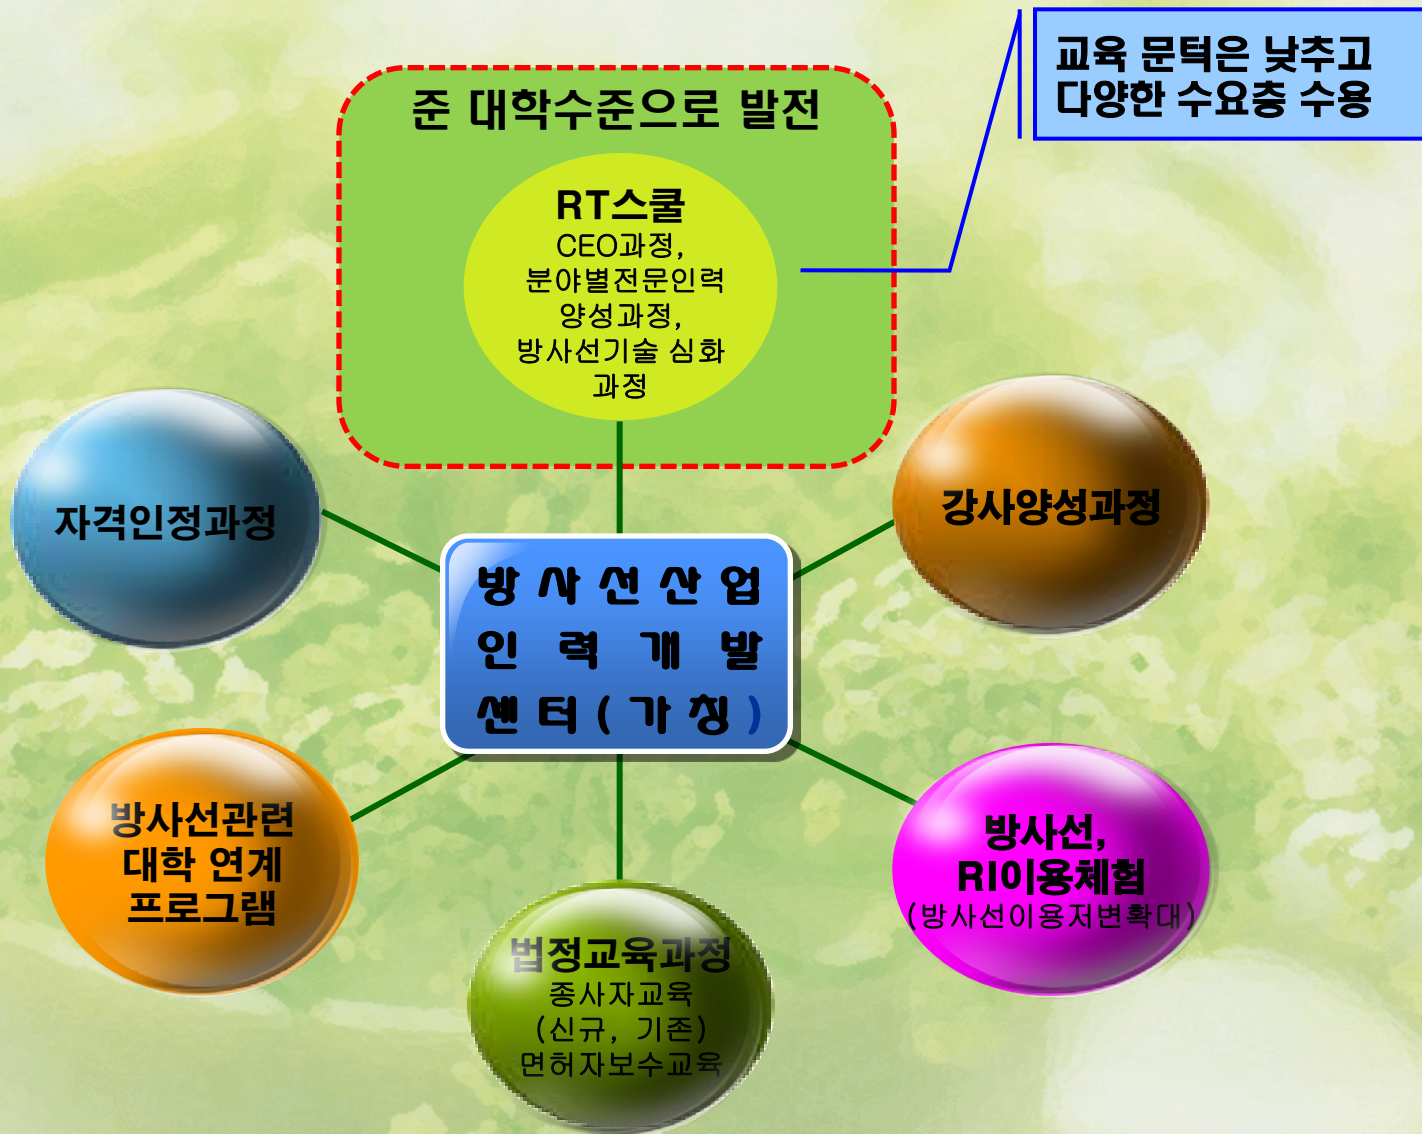 교육 문턱은 낮추고
다양한 수요층 수용
준 대학수준으로 발전
RT스쿨
CEO과정,
분야별전문인력
양성과정,
방사선기술 심화
과정
자격인정과정
강사양성과정
방사선산업
인력개발
센터(가칭)
방사선관련
대학 연계
프로그램
방사선,
RI이용체험
(방사선이용저변확대)
법정교육과정
종사자교육
(신규, 기존)
면허자보수교육